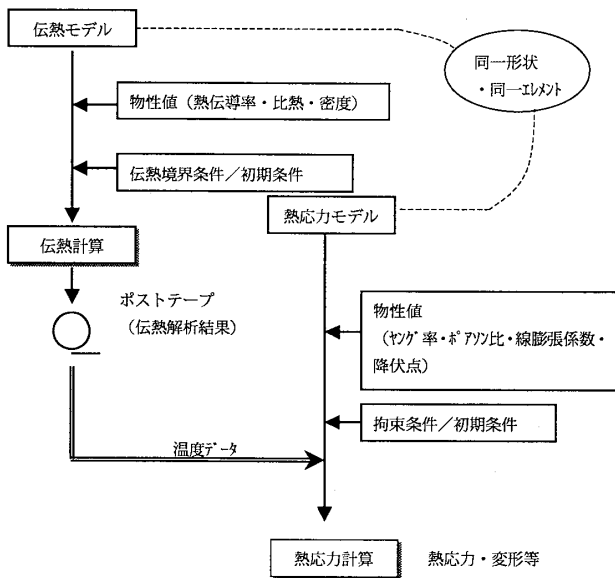 伝熱モデル
同一形状
・同一ｴﾚﾒﾝﾄ
物性値（熱伝導率・比熱・密度）
伝熱境界条件／初期条件
熱応力モデル
伝熱計算
ポストテープ
（伝熱解析結果）
物性値
（ﾔﾝｸﾞ率・ﾎﾟｱｿﾝ比・線膨張係数・
降伏点）
拘束条件／初期条件
温度ﾃﾞｰﾀ
熱応力計算
熱応力・変形等